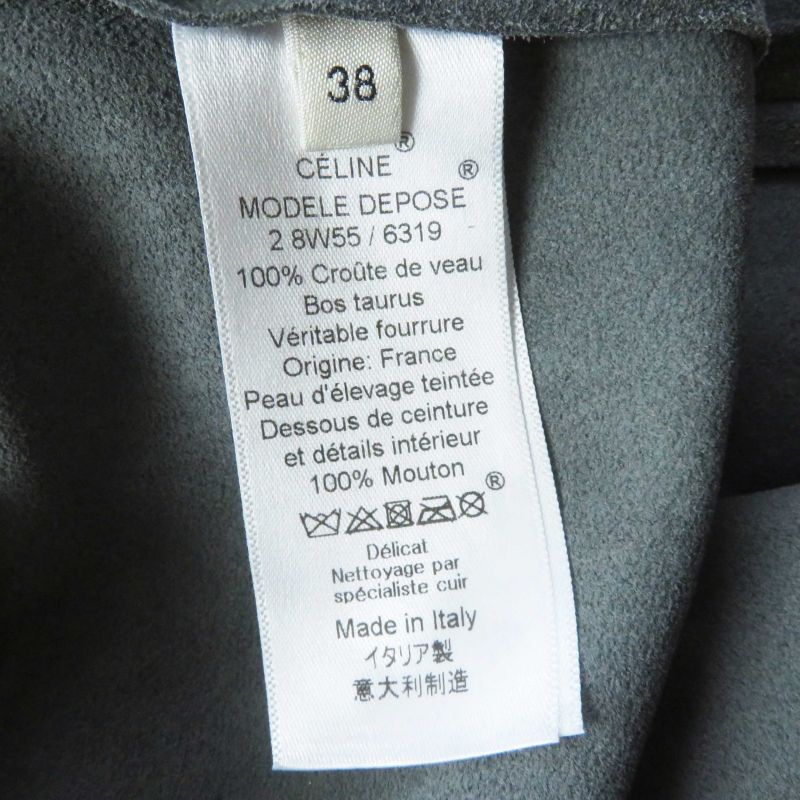 38
CÉLINE®
MODELE DEPOSE®
2 8W55 / 6319
100% Croûte de veau
Bos taurus
Véritable fourrure
Origine: France
Peau d'élevage teintée
Dessous de ceinture
et détails intérieur
100% Mouton
®
Délicat
Nettoyage par
spécialiste cuir
Made in Italy
イタリア製
意大利制造